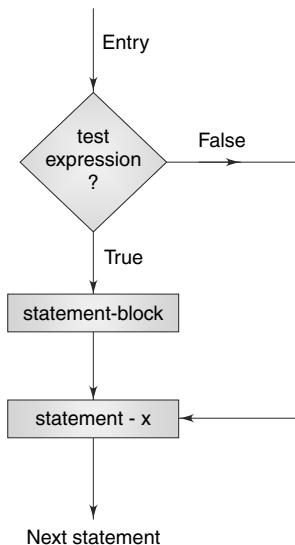 Entry
test
expression
?
False
True
statement-block
statement - x
Next statement